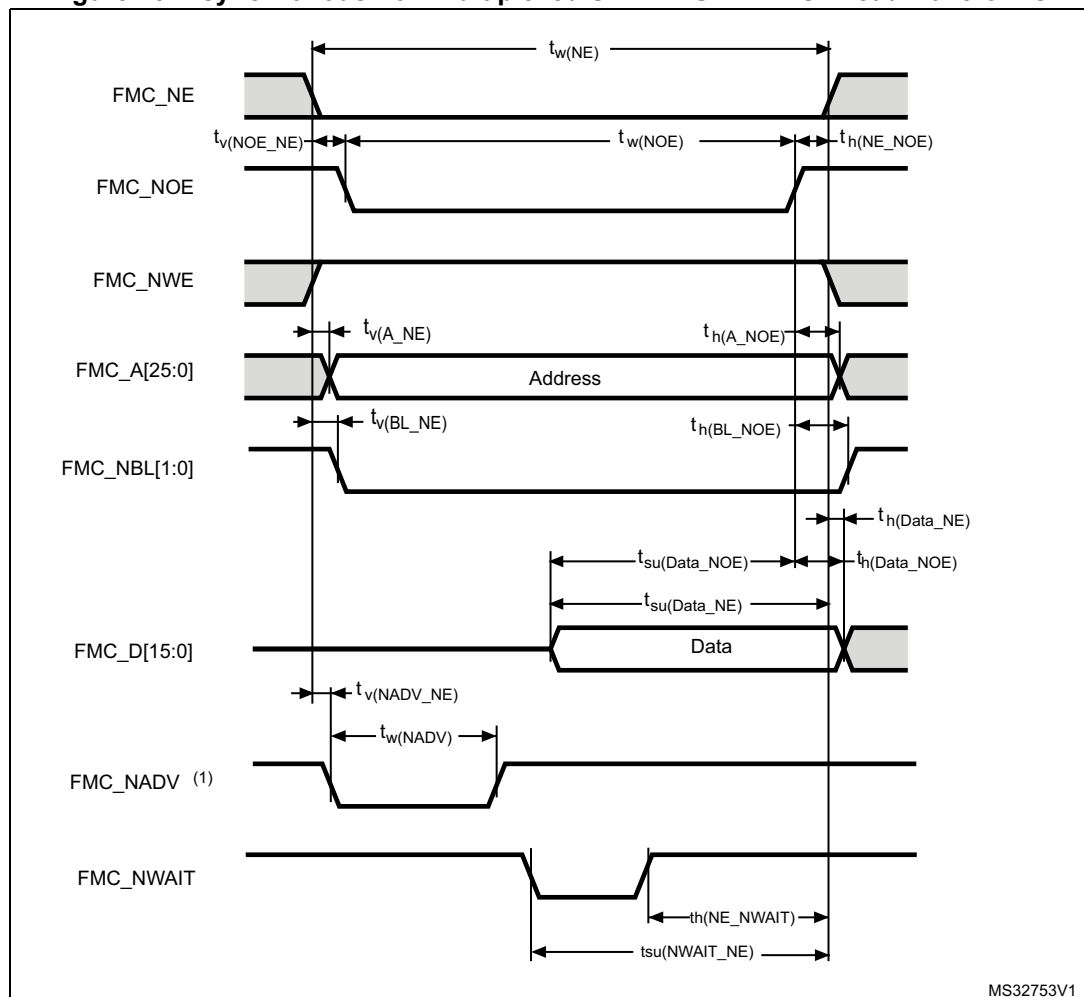 tw(NE)
FMC_NE
tv(NOE_NE)
tw(NOE)
th(NE_NOE)
FMC_NOE
FMC_NWE
tv(A_NE)
th(A_NOE)
FMC_A[25:0]
Address
tv(BL_NE)
th(BL_NOE)
FMC_NBL[1:0]
th(Data_NE)
tsu(Data_NOE)
th(Data_NOE)
tsu(Data_NE)
FMC_D[15:0]
Data
tv(NADV_NE)
tw(NADV)
FMC_NADV (1)
FMC_NWAIT
th(NE_NWAIT)
tsu(NWAIT_NE)
MS32753V1